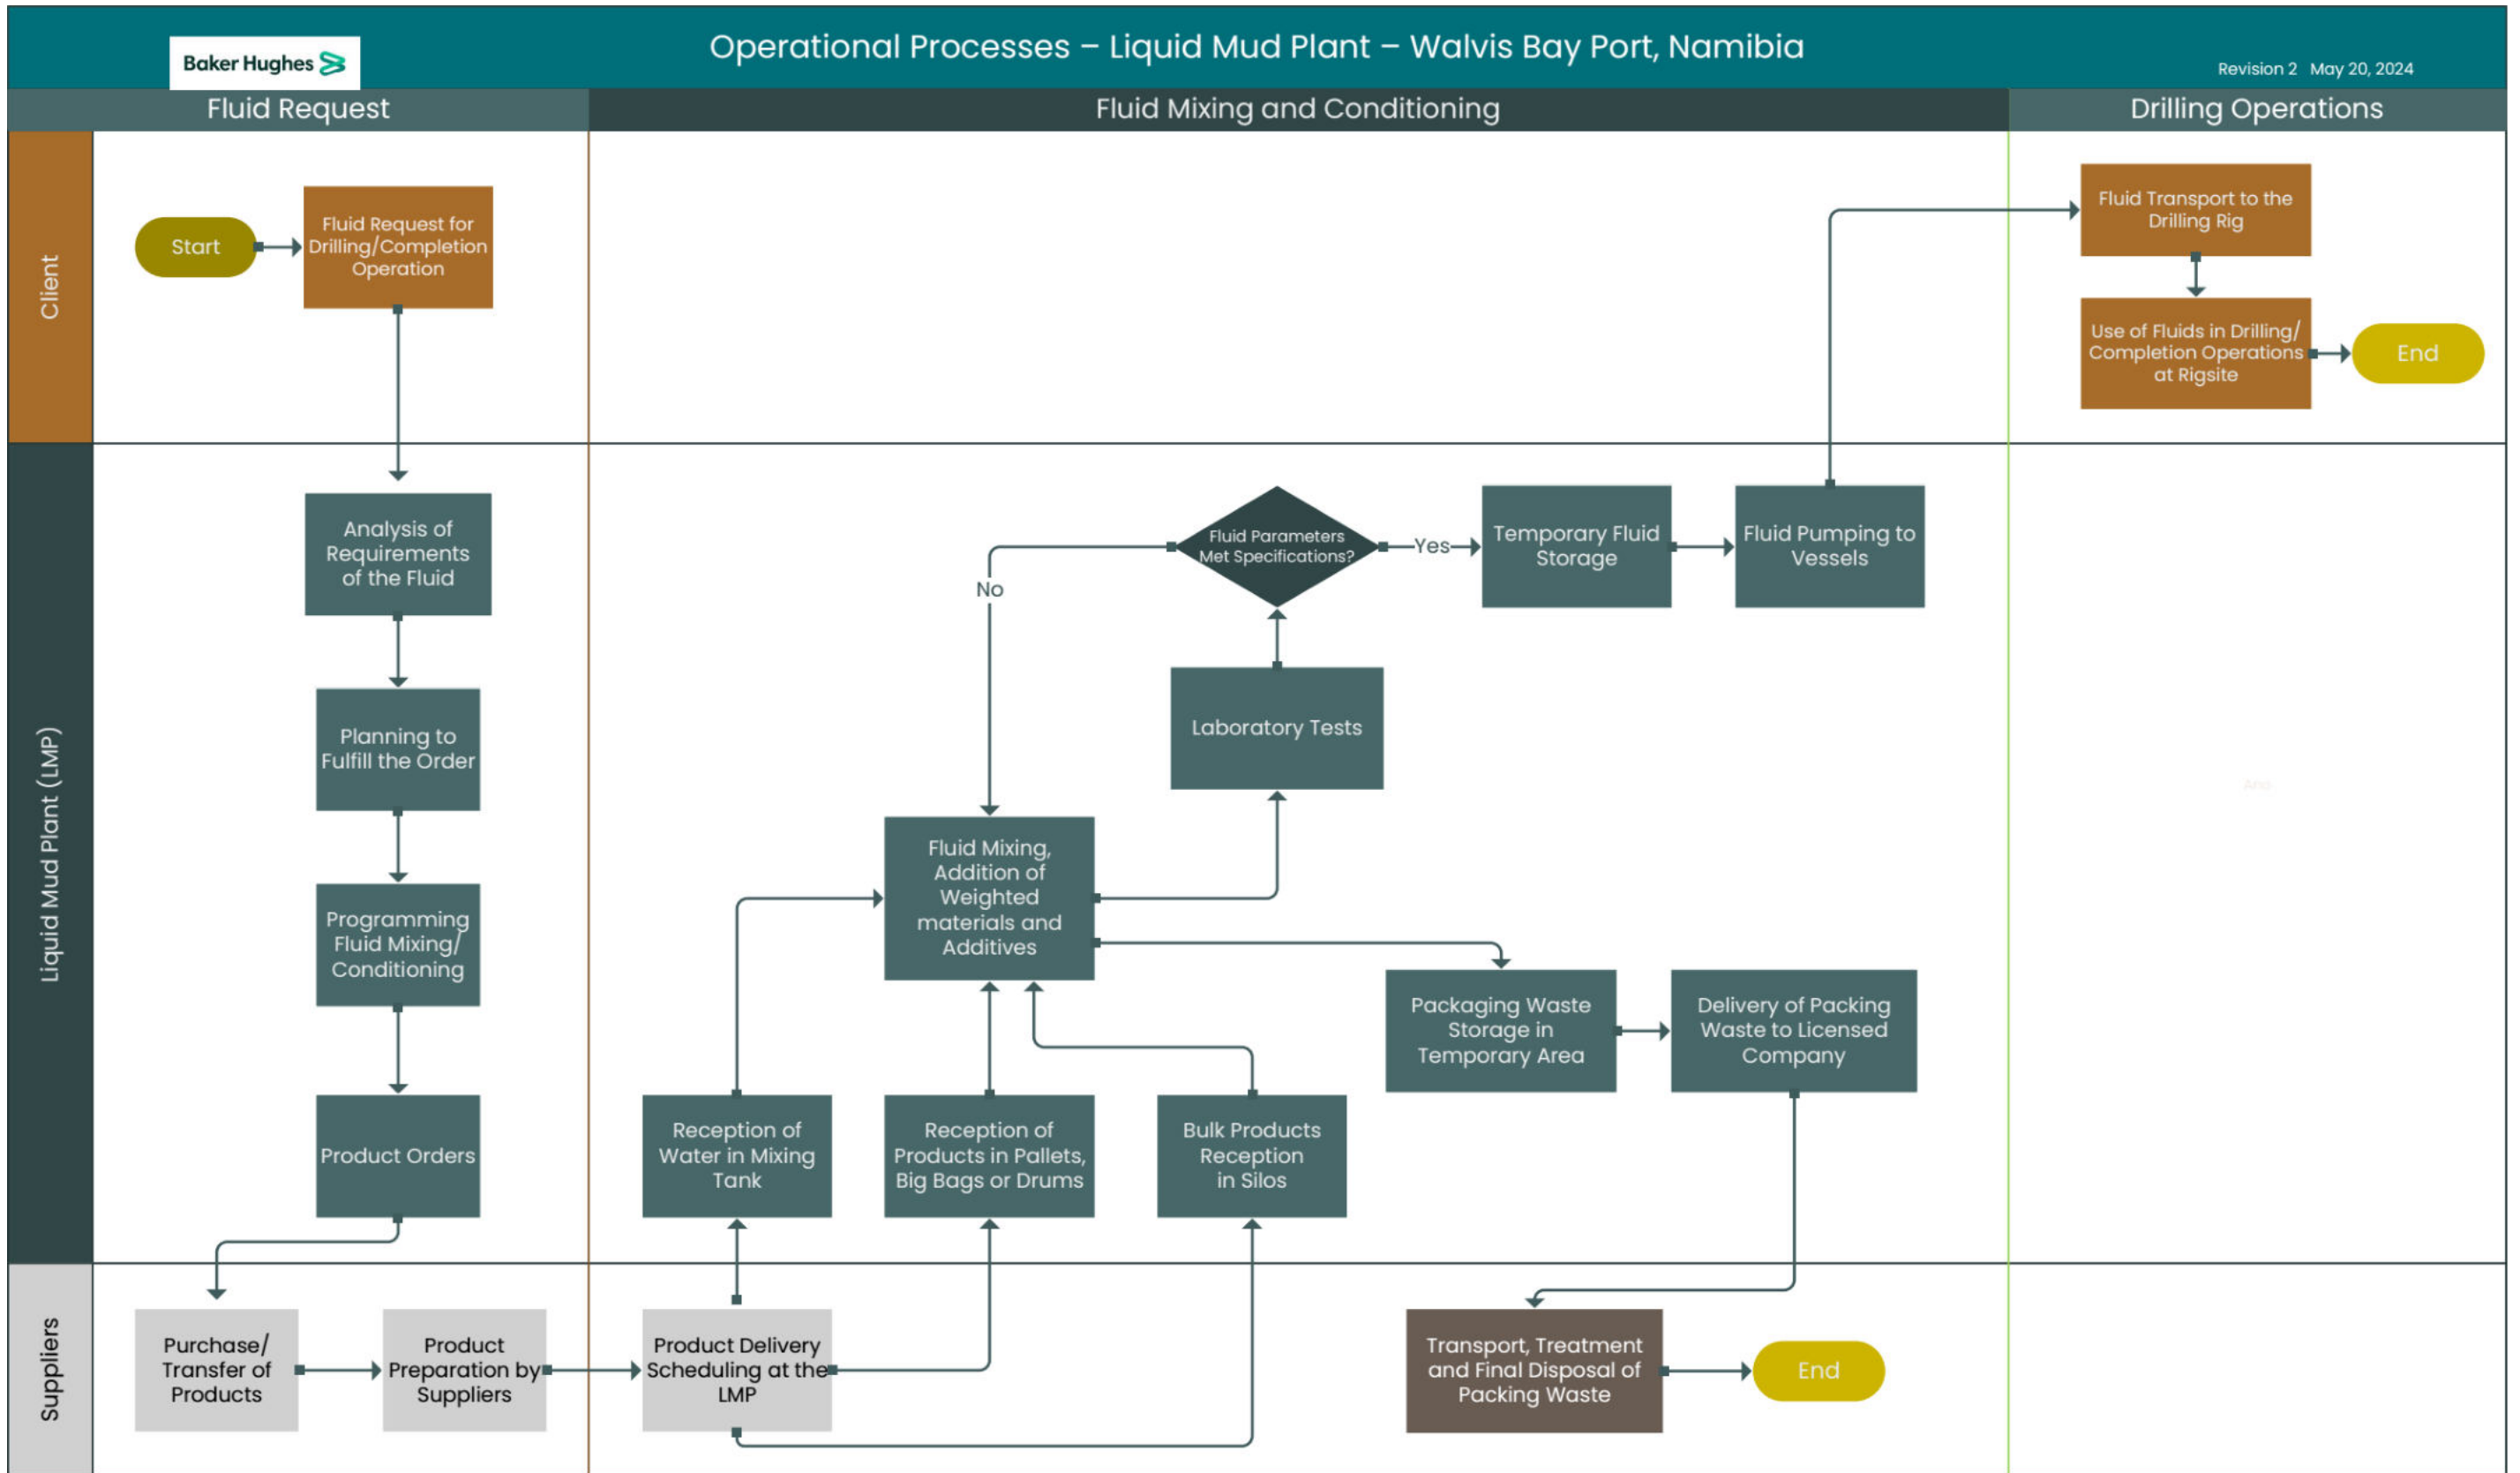 Baker Hughes
Operational Processes – Liquid Mud Plant – Walvis Bay Port, Namibia
Revision 2 May 20, 2024
Fluid Request
Fluid Mixing and Conditioning
Drilling Operations
Client
Start
Fluid Request for
Drilling/Completion
Operation
Fluid Transport to the
Drilling Rig
Use of Fluids in Drilling/
Completion Operations
at Rigsite
End
Liquid Mud Plant (LMP)
Analysis of
Requirements
of the Fluid
Planning to
Fulfill the Order
Programming
Fluid Mixing/
Conditioning
Product Orders
Fluid Parameters
Met Specifications?
Yes
No
Temporary Fluid
Storage
Fluid Pumping to
Vessels
Laboratory Tests
Fluid Mixing,
Addition of
Weighted
materials and
Additives
Packaging Waste
Storage in
Temporary Area
Delivery of Packing
Waste to Licensed
Company
Reception of
Water in Mixing
Tank
Reception of
Products in Pallets,
Big Bags or Drums
Bulk Products
Reception
in Silos
Suppliers
Purchase/
Transfer of
Products
Product
Preparation by
Suppliers
Product Delivery
Scheduling at the
LMP
Transport, Treatment
and Final Disposal of
Packing Waste
End